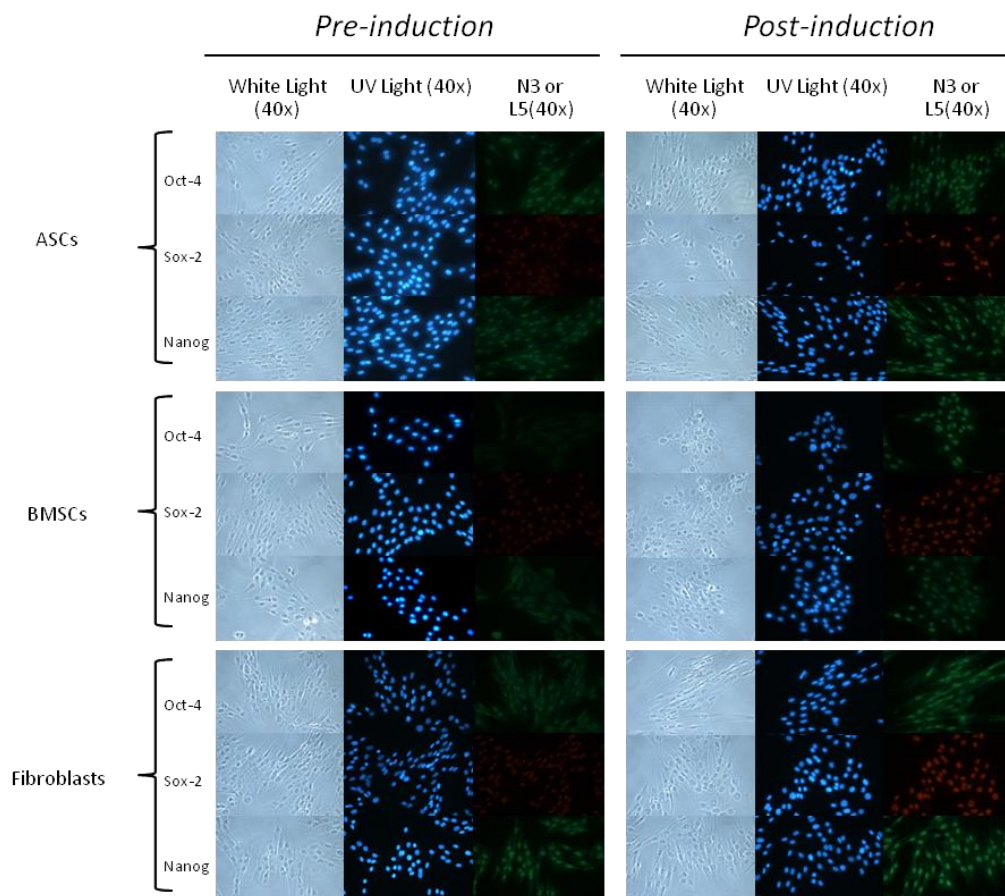 Pre-induction
Post-induction
White Light (40x)
UV Light (40x)
N3 or L5(40x)
White Light (40x)
UV Light (40x)
N3 or L5(40x)
ASCs
Oct-4
Sox-2
Nanog
BMSCs
Oct-4
Sox-2
Nanog
Fibroblasts
Oct-4
Sox-2
Nanog